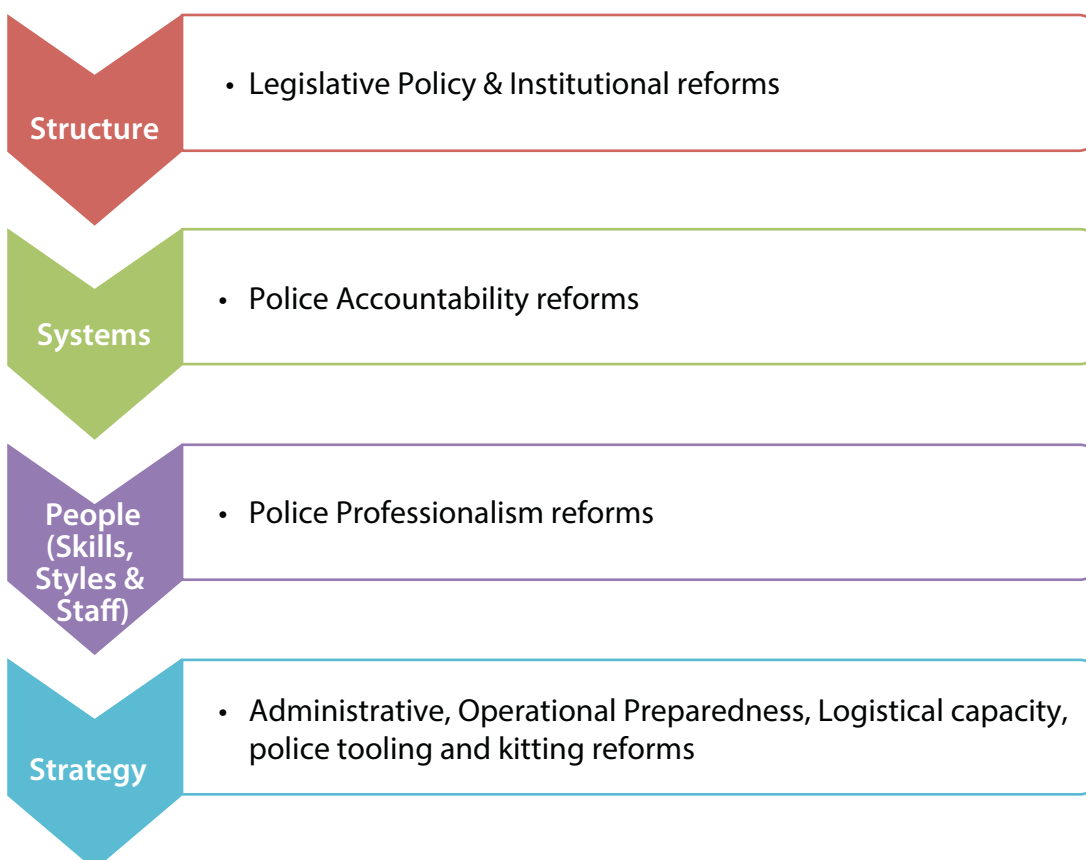 Structure
• Legislative Policy & Institutional reforms
Systems
• Police Accountability reforms
People
(Skills,
Styles &
Staff)
• Police Professionalism reforms
Strategy
• Administrative, Operational Preparedness, Logistical capacity,
police tooling and kitting reforms